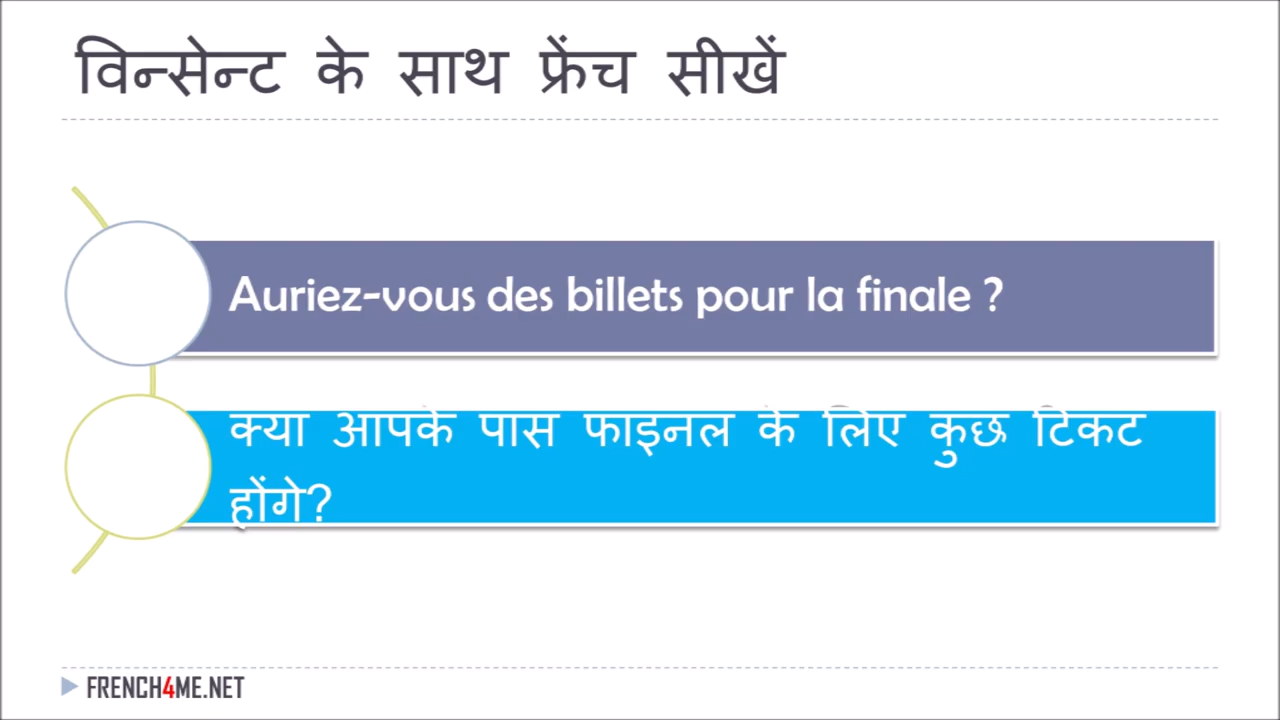 विन्सेन्ट के साथ फ्रेंच सीखें
Auriez-vous des billets pour la finale ?
क्या आपके पास फाइनल के लिए कुछ टिकट
होंगे?
FRENCH4ME.NET